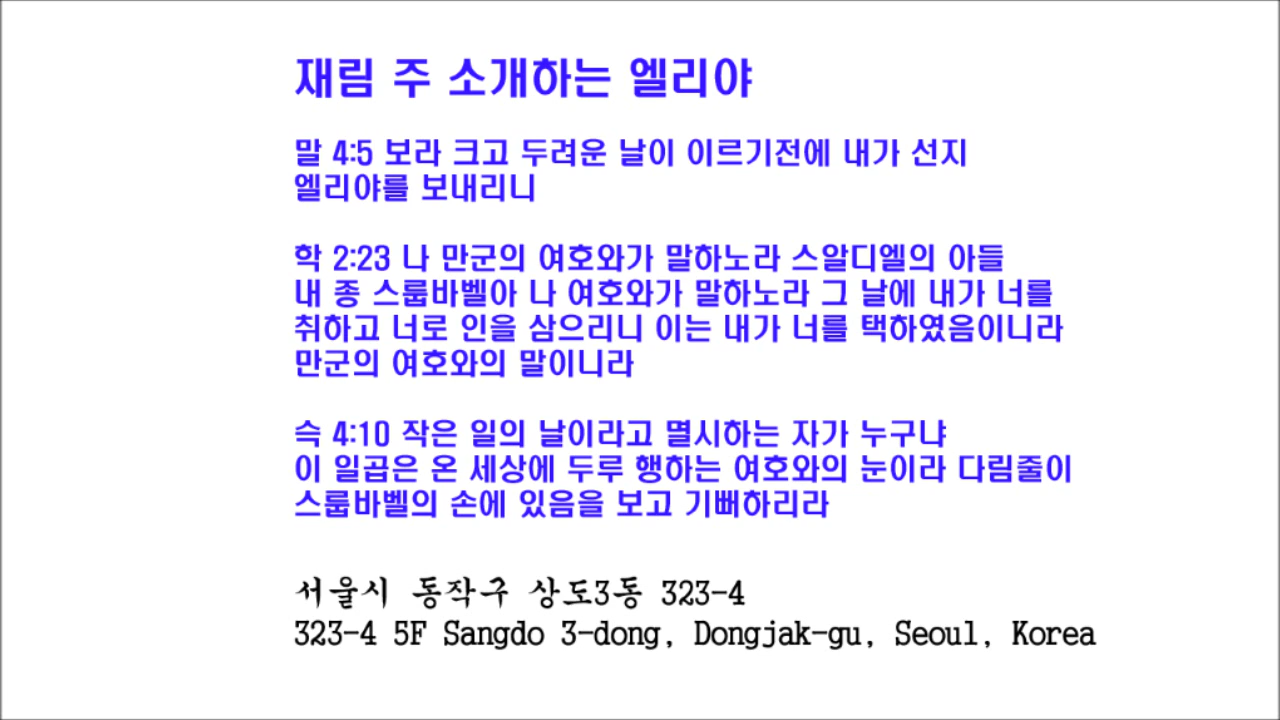 재림 주 소개하는 엘리야
말 4:5 보라 크고 두려운 날이 이르기전에 내가 선지
엘리야를 보내리니
학 2:23 나 만군의 여호와가 말하노라 스알디엘의 아들
내 종 스룹바벨아 나 여호와가 말하노라 그 날에 내가 너를
취하고 너로 인을 삼으리니 이는 내가 너를 택하였음이니라
만군의 여호와의 말이니라
슥 4:10 작은 일의 날이라고 멸시하는 자가 누구냐
이 일곱은 온 세상에 두루 행하는 여호와의 눈이라 다림줄이
스룹바벨의 손에 있음을 보고 기뻐하리라
서울시 동작구 상도3동 323-4
323-4 5F Sangdo 3-dong, Dongjak-gu, Seoul, Korea